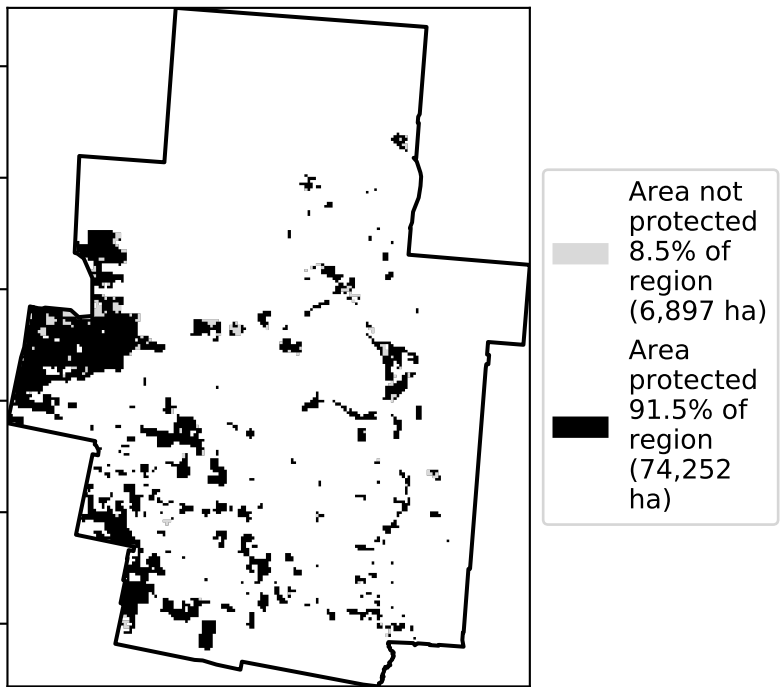 Area not
protected
8.5% of
region
(6,897 ha)
Area
protected
91.5% of
region
(74,252
ha)